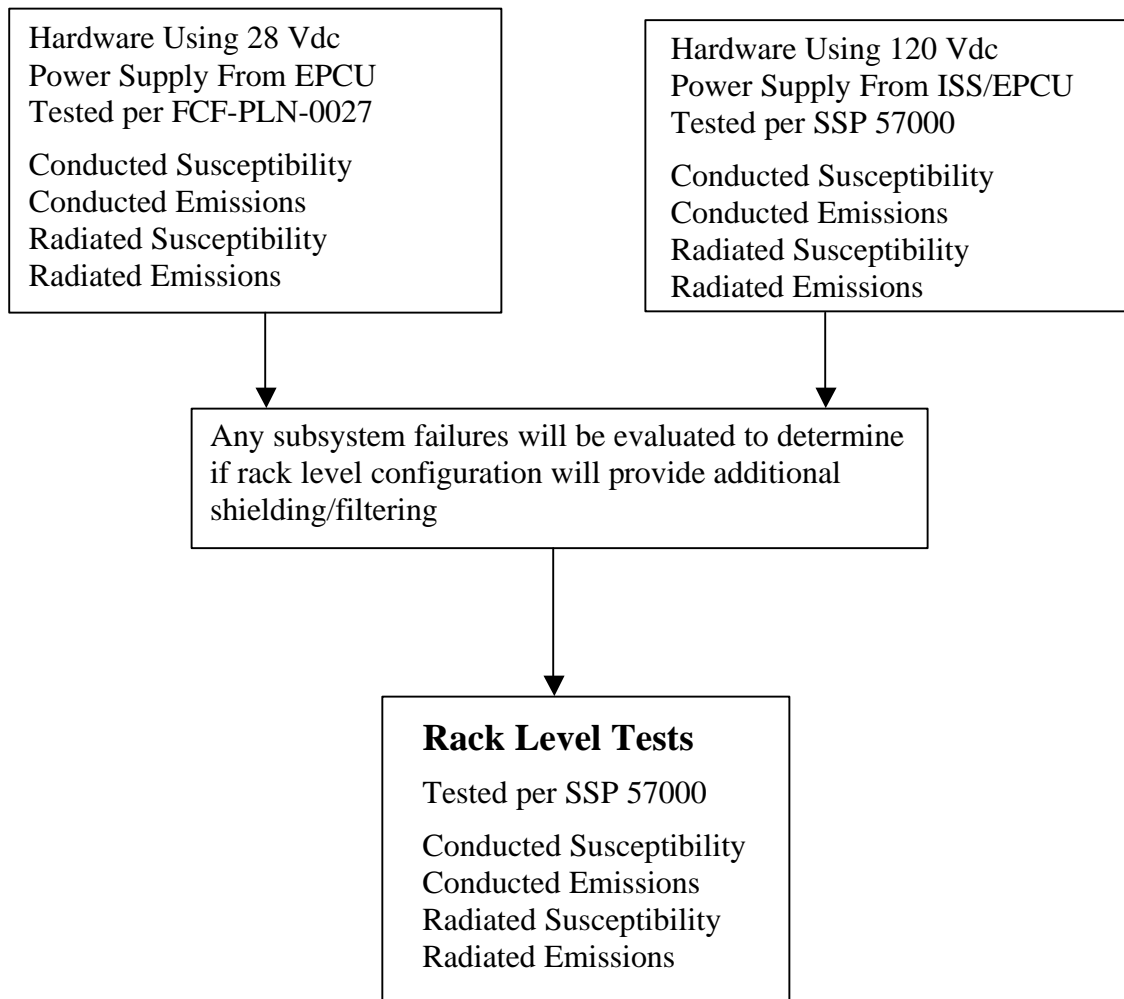 Hardware Using 28 Vdc
Power Supply From EPCU
Tested per FCF-PLN-0027
Conducted Susceptibility
Conducted Emissions
Radiated Susceptibility
Radiated Emissions
Hardware Using 120 Vdc
Power Supply From ISS/EPCU
Tested per SSP 57000
Conducted Susceptibility
Conducted Emissions
Radiated Susceptibility
Radiated Emissions
Any subsystem failures will be evaluated to determine
if rack level configuration will provide additional
shielding/filtering
Rack Level Tests
Tested per SSP 57000
Conducted Susceptibility
Conducted Emissions
Radiated Susceptibility
Radiated Emissions